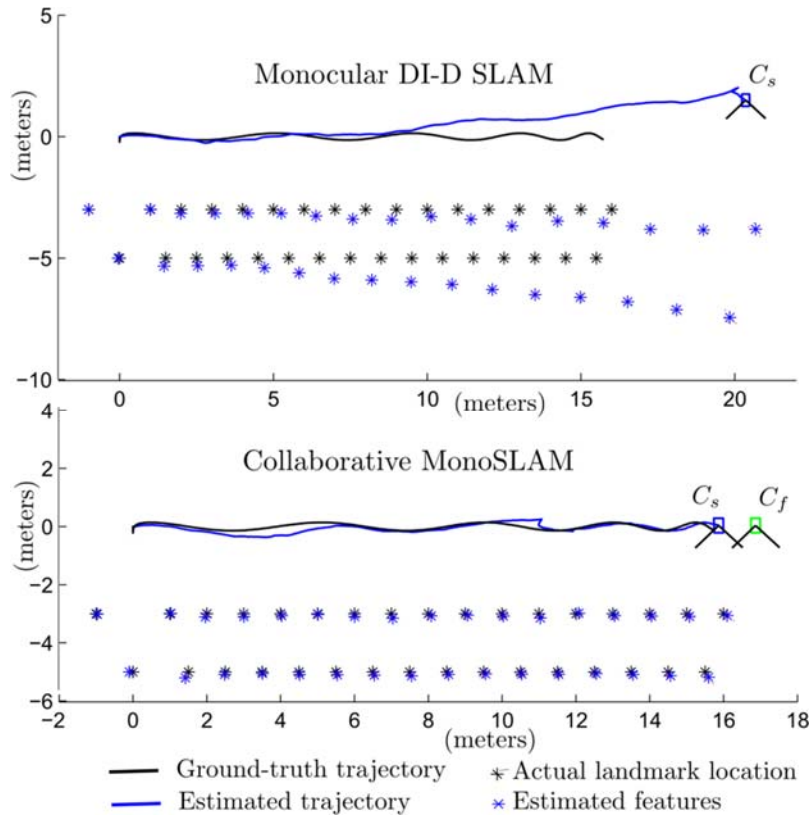 5
Monocular DI-D SLAM
C_s
0
(meters)
−5
−10
0 5 10 15 20
(meters)
4
Collaborative MonoSLAM
2
C_s C_f
0
(meters)
−2
−4
−6
−2 0 2 4 6 8 10 12 14 16 18
(meters)
Ground-truth trajectory
Actual landmark location
Estimated trajectory
Estimated features